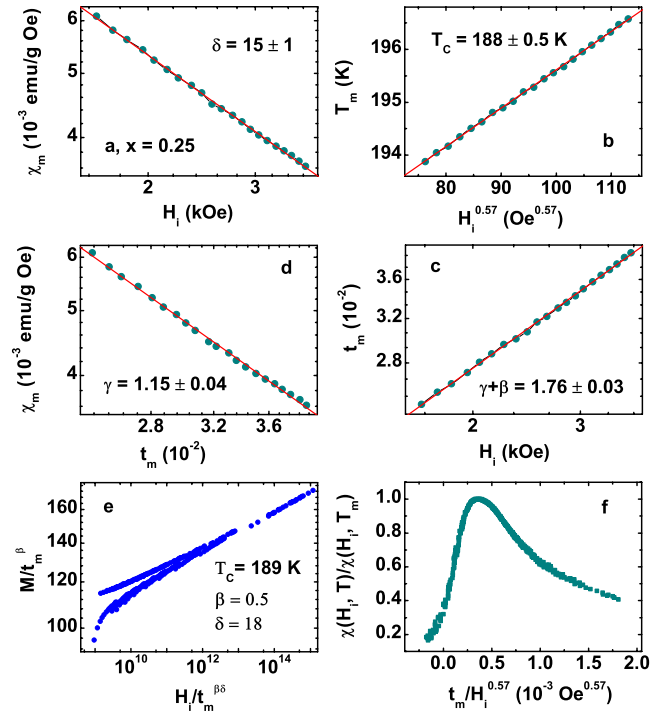 6
5
4
χm (10-3 emu/g Oe)
δ = 15 ± 1
a, x = 0.25
2
3
Hi (kOe)
196
195
194
Tm (K)
TC = 188 ± 0.5 K
b
80
90
100
110
Hi0.57 (Oe0.57)
6
5
4
χm (10-3 emu/g Oe)
d
γ = 1.15 ± 0.04
2.8
3.2
3.6
tm (10-2)
3.6
3.2
2.8
tm (10-2)
c
γ+β = 1.76 ± 0.03
2
3
Hi (kOe)
160
140
120
100
M/tmβ
e
TC= 189 K
β = 0.5
δ = 18
1010
1012
1014
Hi/tmβδ
1.0
0.8
0.6
0.4
0.2
χ(Hi, T)/χ(Hi, Tm)
f
0.0
0.5
1.0
1.5
2.0
tm/Hi0.57 (10-3 Oe0.57)